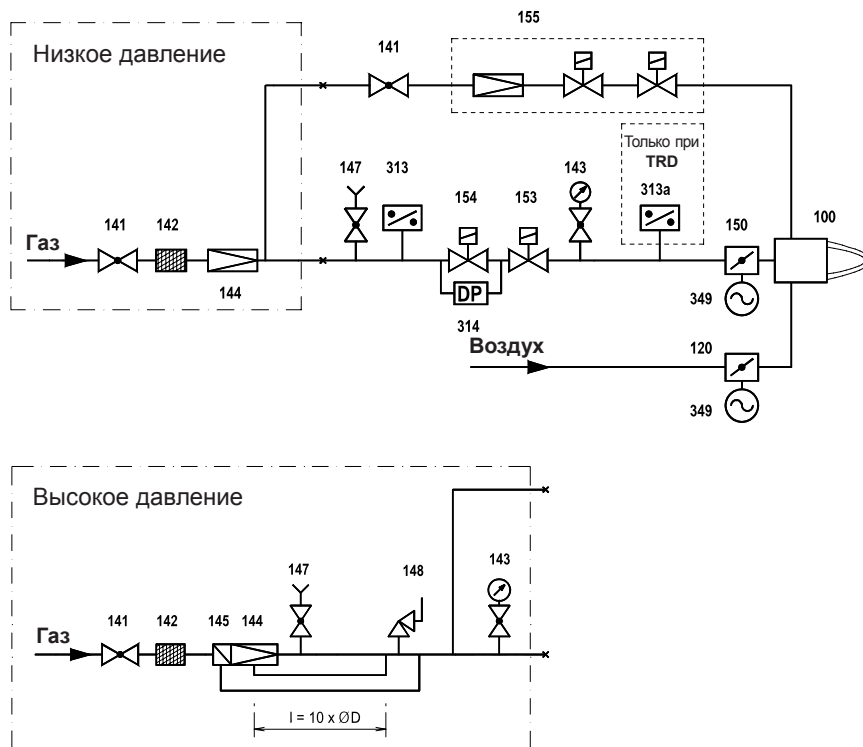 155
Низкое давление
141
Только при
TRD
147
313
154
153
143
313a
141
142
150
100
Газ
144
DP
314
349
Воздух
120
349
Высокое давление
147
148
143
141
142
145
144
Газ
l = 10 x ØD